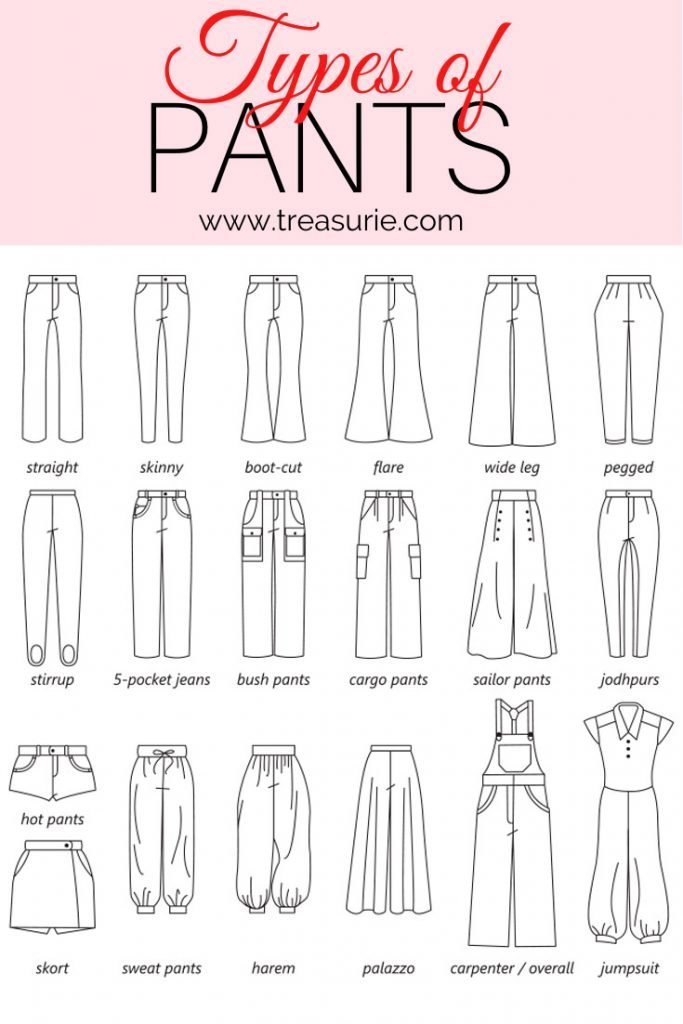 Types of
PANTS
www.treasurie.com
straight
skinny
boot-cut
flare
wide leg
pegged
stirrup
5-pocket jeans
bush pants
cargo pants
sailor pants
jodhpurs
hot pants
skort
sweat pants
harem
palazzo
carpenter / overall
jumpsuit